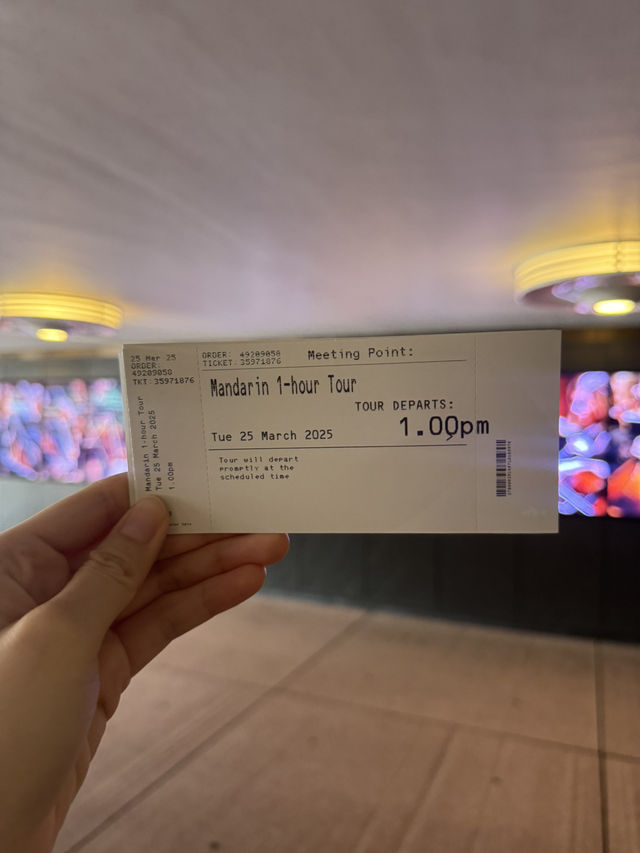 25 Mar 25
ORDER:
49209058
TKT: 35971876
Mandarin 1-hour Tour
Tue 25 March 2025
1.00pm
ORDER: 49209058
TICKET: 35971876
Meeting Point:
Mandarin 1-hour Tour
TOUR DEPARTS:
Tue 25 March 2025
1.00pm
Tour will depart
promptly at the
scheduled time